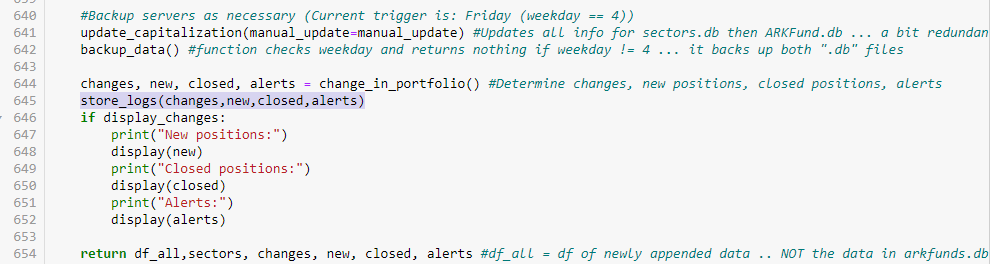 640 #Backup servers as necessary (Current trigger is: Friday (weekday == 4))
641 update_capitalization(manual_update=manual_update) #Updates all info for sectors.db then ARKFund.db ... a bit redundan
642 backup_data() #function checks weekday and returns nothing if weekday != 4 ... it backs up both ".db" files
643
644 changes, new, closed, alerts = change_in_portfolio() #Determine changes, new positions, closed positions, alerts
645 store_logs(changes,new,closed,alerts)
646 if display_changes:
647 print("New positions:")
648 display(new)
649 print("Closed positions:")
650 display(closed)
651 print("Alerts:")
652 display(alerts)
653
654 return df_all,sectors, changes, new, closed, alerts #df_all = df of newly appended data .. NOT the data in arkfunds.db